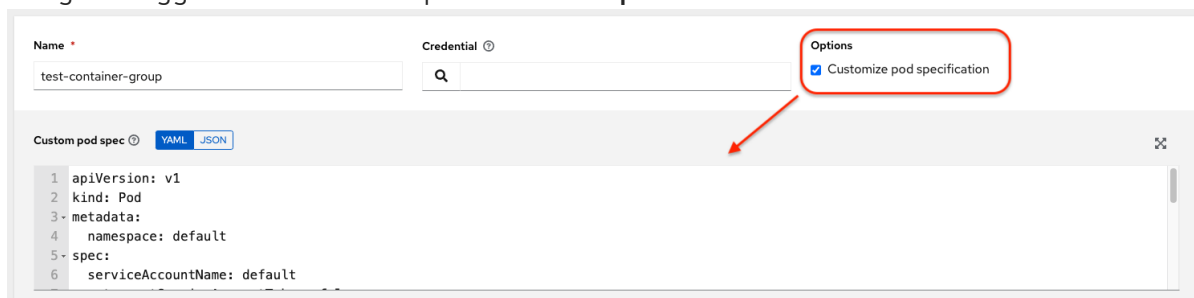 Name *
Credential
Options
test-container-group
Customize pod specification
Custom pod spec YAML JSON
1 apiVersion: v1
2 kind: Pod
3 metadata:
4 namespace: default
5 spec:
6 serviceAccountName: default